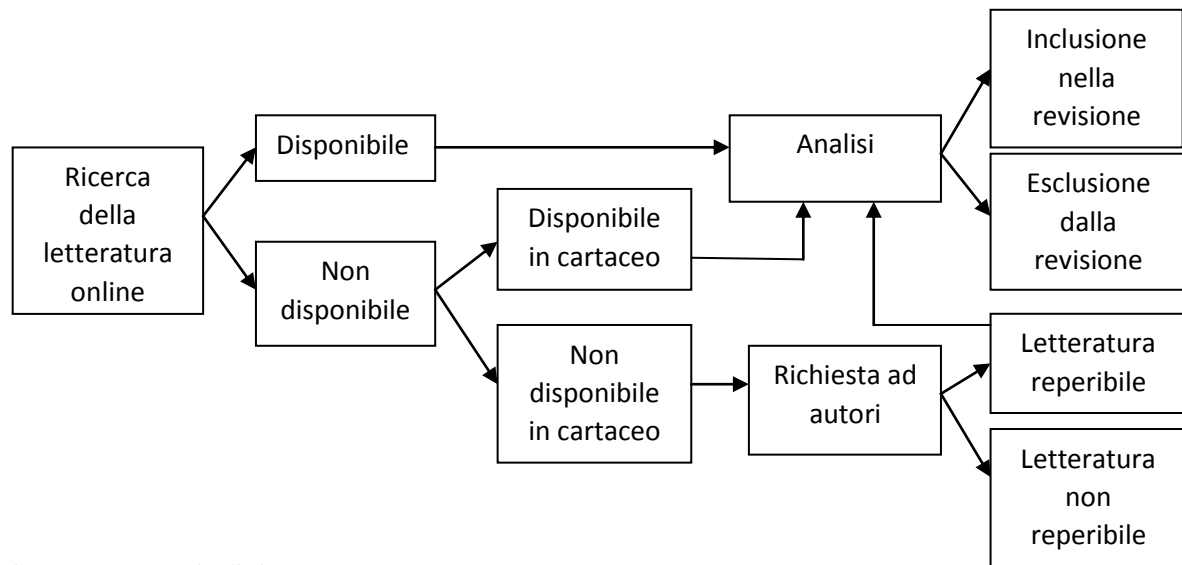 Ricerca
della
letteratura
online
Disponibile
Non
disponibile
Disponibile
in cartaceo
Non
disponibile
in cartaceo
Analisi
Richiesta ad
autori
Inclusione
nella
revisione
Esclusione
dalla
revisione
Letteratura
reperibile
Letteratura
non
reperibile